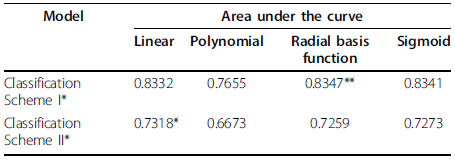 Model Area under the curve
Linear Polynomial Radial basis Sigmoid
function
Classification 0.8332 0.7655 0.8347** 0.8341
Scheme I*
Classification 0.7318* 0.6673 0.7259 0.7273
Scheme II*